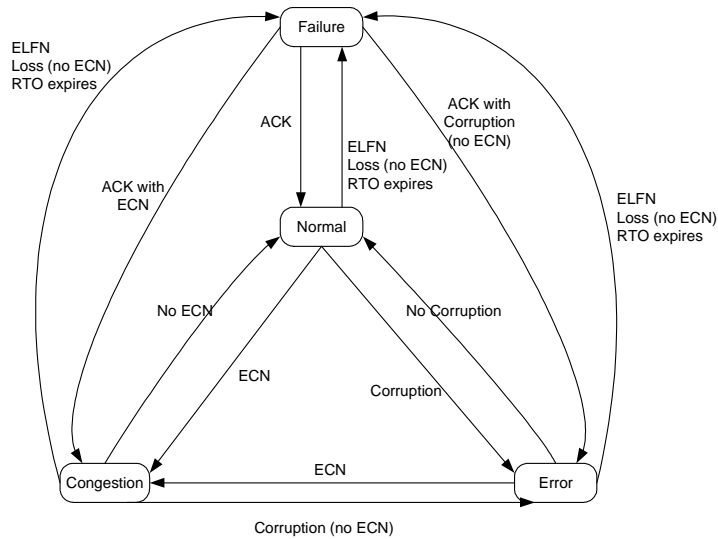 Failure
ELFN
Loss (no ECN)
RTO expires
ACK with
Corruption
(no ECN)
ACK
ELFN
Loss (no ECN)
RTO expires
ACK with
ECN
ELFN
Loss (no ECN)
RTO expires
Normal
No ECN
No Corruption
ECN
Corruption
Congestion
ECN
Error
Corruption (no ECN)